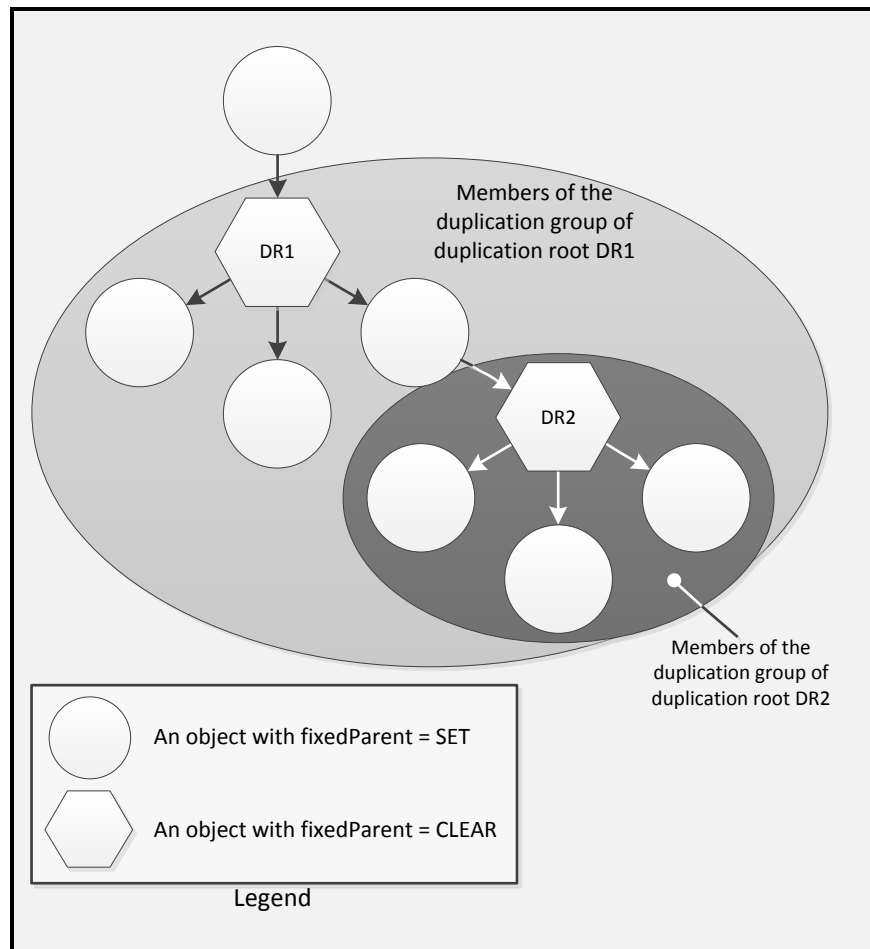 Members of the
duplication group of
duplication root DR1
DR1
DR2
Members of the
duplication group of
duplication root DR2
An object with fixedParent = SET
An object with fixedParent = CLEAR
Legend